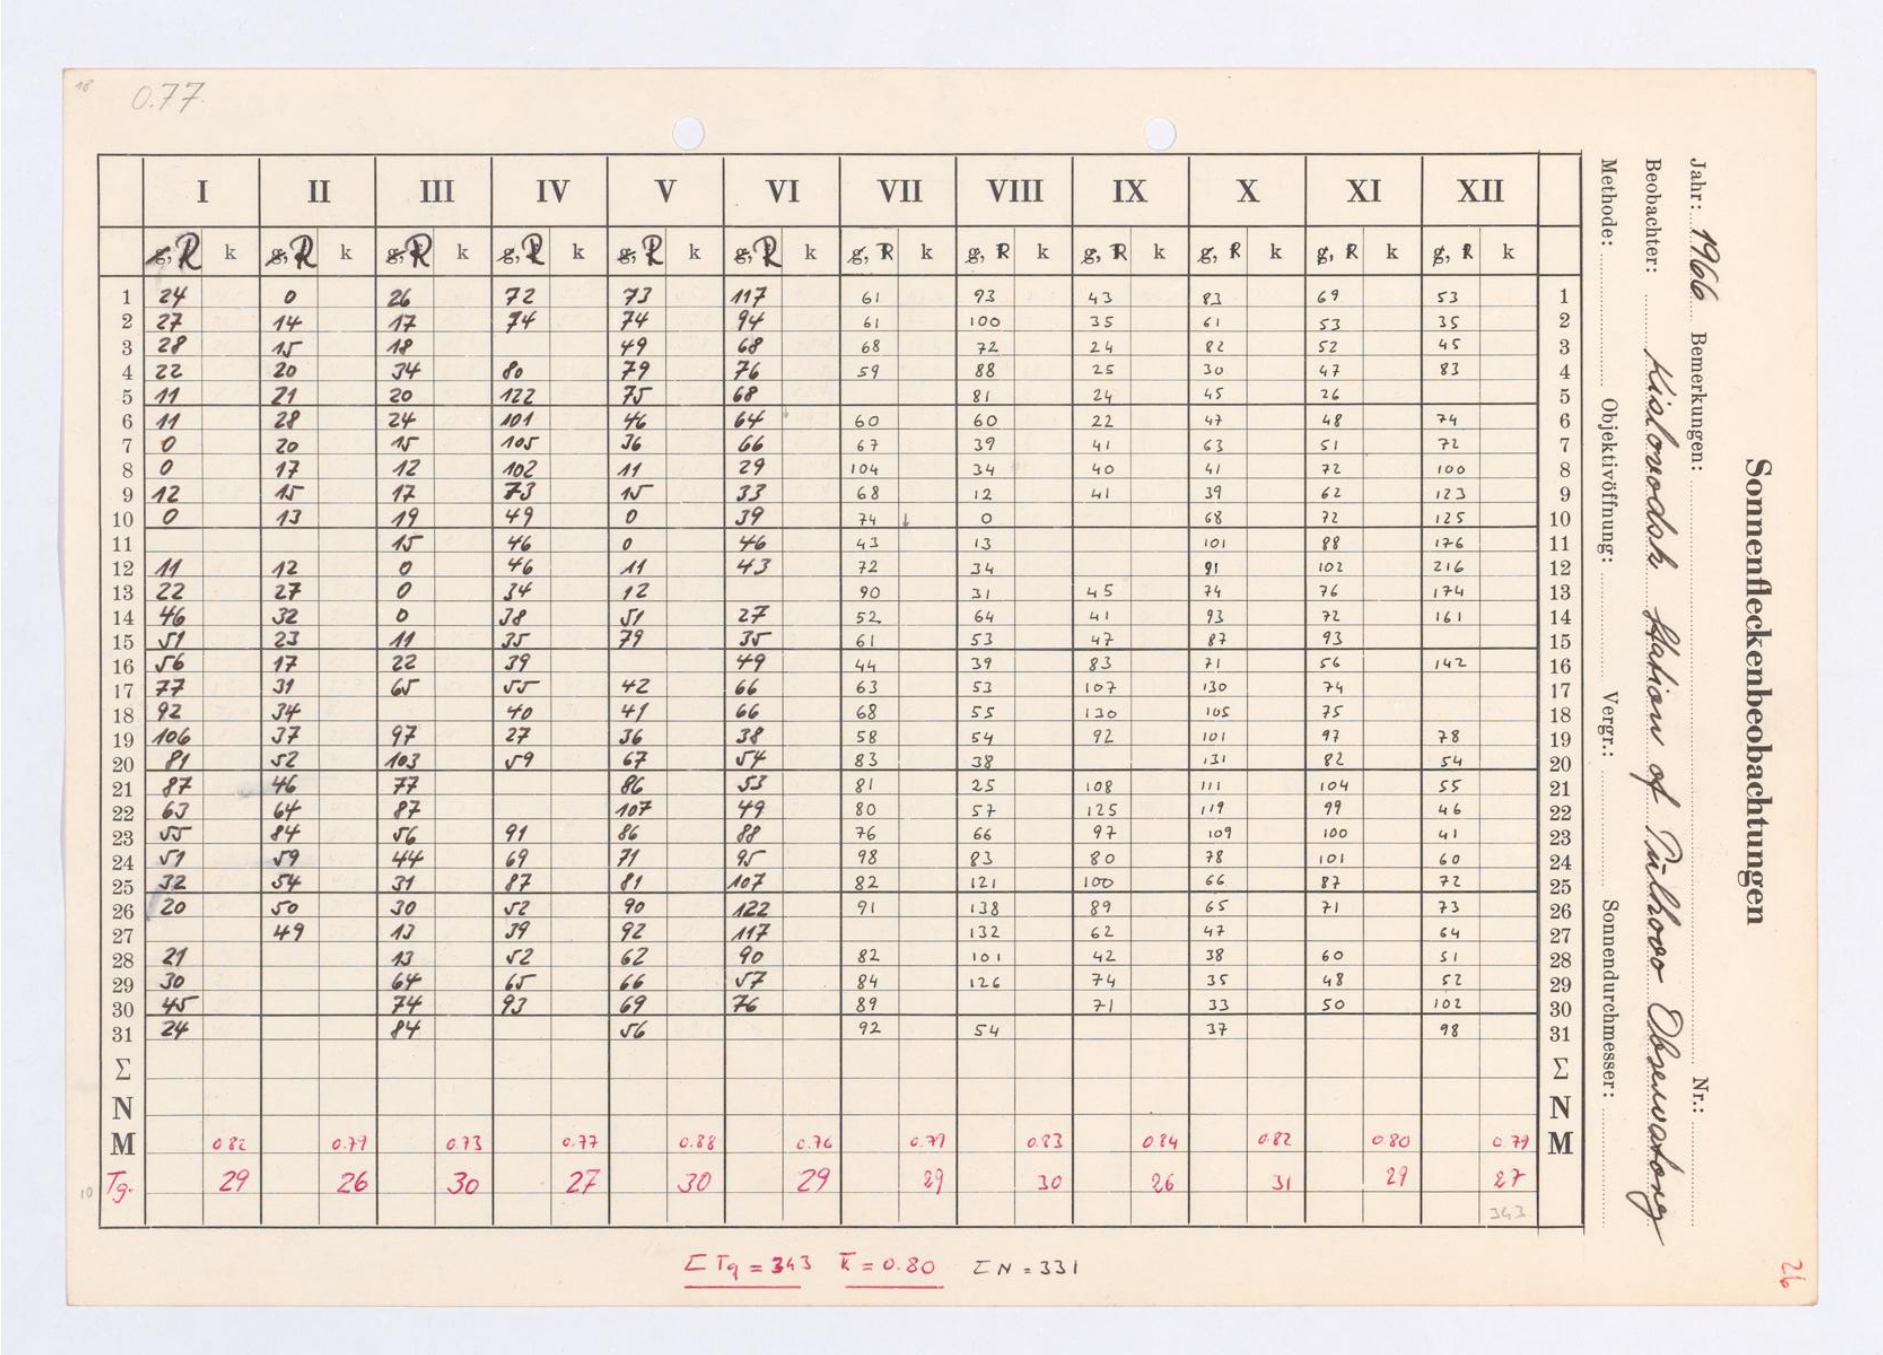 18
0.77
I II III IV V VI VII VIII IX X XI XII
g, R k g, R k g, R k g, R k g, R k g, R k g, R k g, R k g, R k g, R k g, R k g, R k
1 24 0 26 72 73 117 61 93 43 83 69 53 1
2 27 14 17 74 74 94 61 100 35 61 53 35 2
3 28 15 18 49 68 68 72 24 82 52 45 3
4 22 20 34 80 79 76 59 88 25 30 47 83 4
5 11 21 20 122 75 68 81 24 45 26 5
6 11 28 24 101 46 64 60 60 22 47 48 74 6
7 0 20 15 105 36 66 67 39 41 63 51 72 7
8 0 17 12 102 11 29 104 34 40 41 72 100 8
9 12 15 17 73 15 33 68 12 41 39 62 123 9
10 0 13 19 49 0 39 74 0 68 72 125 10
11 15 46 0 46 43 13 101 88 176 11
12 11 12 0 46 11 43 72 34 91 102 216 12
13 22 27 0 34 12 90 31 45 74 76 174 13
14 46 32 0 38 51 27 52 64 41 93 72 161 14
15 51 23 11 35 79 35 61 53 47 87 93 15
16 56 17 22 39 49 44 39 83 71 56 142 16
17 77 31 65 55 42 66 63 53 107 130 74 17
18 92 34 40 41 66 68 55 130 105 75 18
19 106 37 97 27 36 38 58 54 92 101 97 78 19
20 81 52 103 59 67 54 83 38 131 82 54 20
21 87 46 77 86 53 81 25 108 111 104 55 21
22 63 64 87 107 49 80 57 125 119 99 46 22
23 55 84 56 91 86 88 76 66 97 109 100 41 23
24 51 59 44 69 71 95 98 83 80 78 101 60 24
25 32 54 31 87 81 107 82 121 100 66 87 72 25
26 20 50 30 52 90 122 91 138 89 65 71 73 26
27 49 13 39 92 117 132 62 47 64 27
28 21 13 52 62 90 82 101 42 38 60 51 28
29 30 64 65 66 57 84 126 74 35 48 52 29
30 45 74 93 69 76 89 71 33 50 102 30
31 24 84 56 92 54 37 98 31
Σ Σ
N N
M 0.82 0.79 0.73 0.77 0.88 0.76 0.79 0.83 0.84 0.82 0.80 0.79 M
10 Tg. 29 26 30 27 30 29 29 30 26 31 29 27
343
Σ Tg = 343 k = 0.80 Σ N = 331
Sonnenfleckenbeobachtungen
Jahr: 1966 Bemerkungen: Nr.:
Beobachter: Kislovodsk Station of Pulkovo Observatory
Methode: Objektivöffnung: Vergr.: Sonnendurchmesser:
26